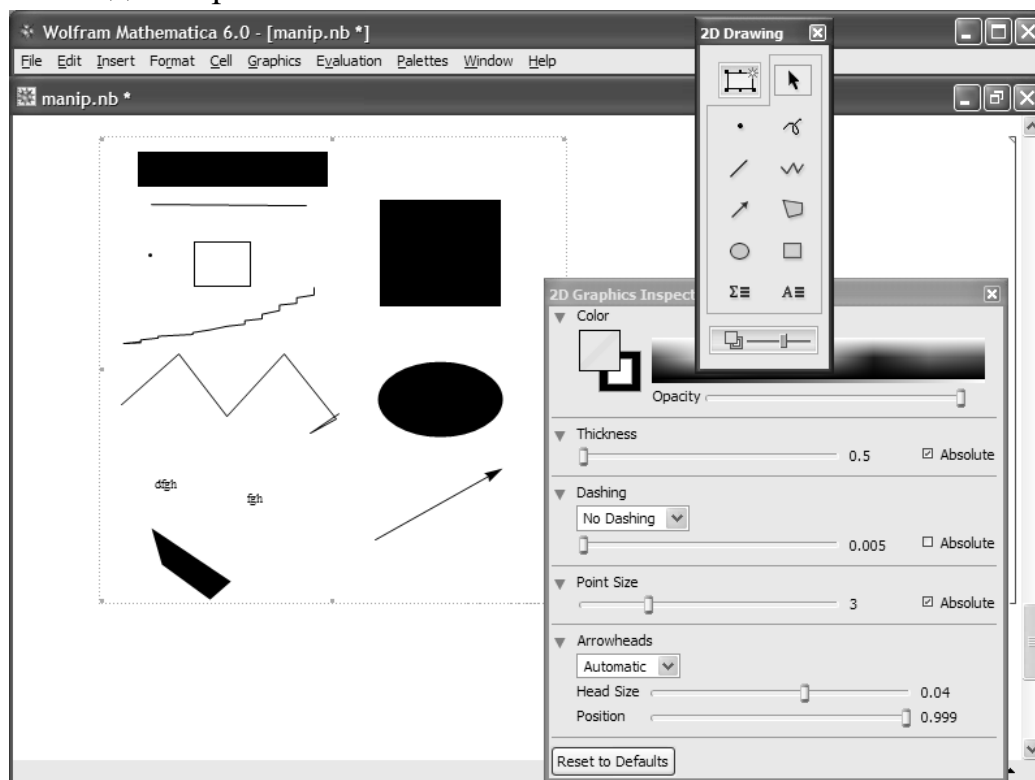 Wolfram Mathematica 6.0 - [manip.nb *]
File Edit Insert Format Cell Graphics Evaluation Palettes Window Help
manip.nb *
2D Drawing
Σ≡ A≡
dfgh
fgh
2D Graphics Inspect
Color
Opacity
Thickness
0.5 Absolute
Dashing
No Dashing
0.005 Absolute
Point Size
3 Absolute
Arrowheads
Automatic
Head Size 0.04
Position 0.999
Reset to Defaults